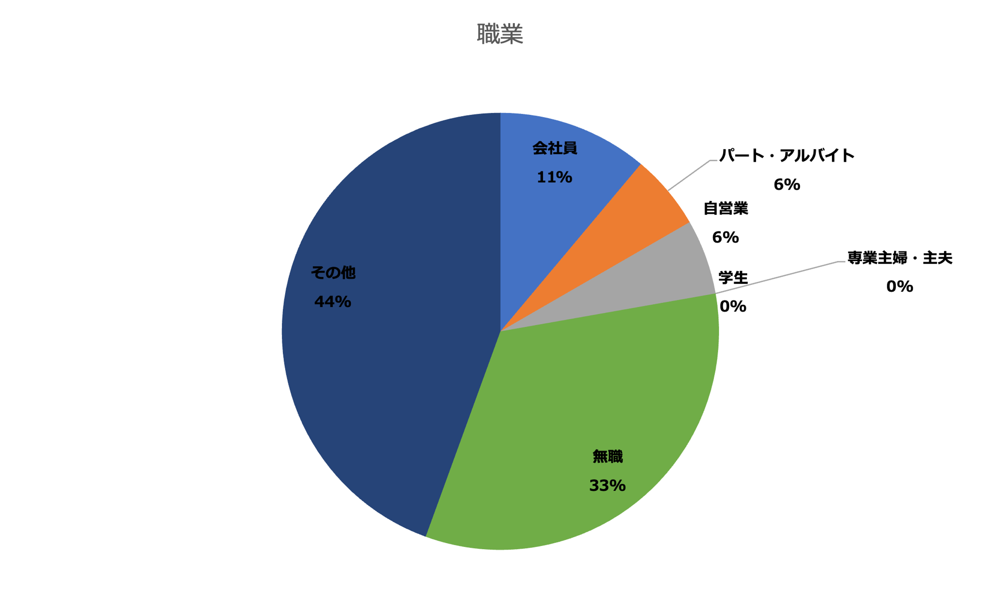 職業
会社員
11%
パート・アルバイト
6%
自営業
6%
専業主婦・主夫
0%
学生
0%
無職
33%
その他
44%